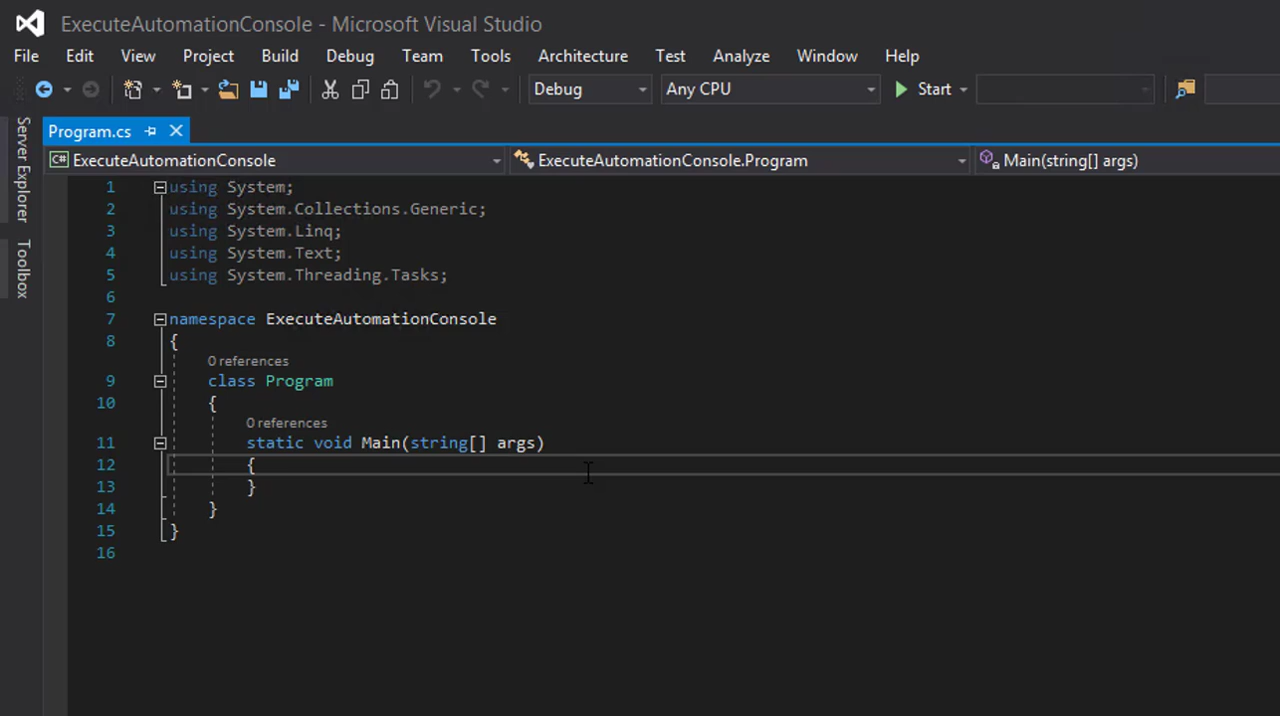 ExecuteAutomationConsole - Microsoft Visual Studio
File Edit View Project Build Debug Team Tools Architecture Test Analyze Window Help
Debug Any CPU Start
Server Explorer
Toolbox
Program.cs
C# ExecuteAutomationConsole ExecuteAutomationConsole.Program Main(string[] args)
1 using System;
2 using System.Collections.Generic;
3 using System.Linq;
4 using System.Text;
5 using System.Threading.Tasks;
6
7 namespace ExecuteAutomationConsole
8 {
0 references
9 class Program
10 {
0 references
11 static void Main(string[] args)
12 {
13 }
14 }
15 }
16